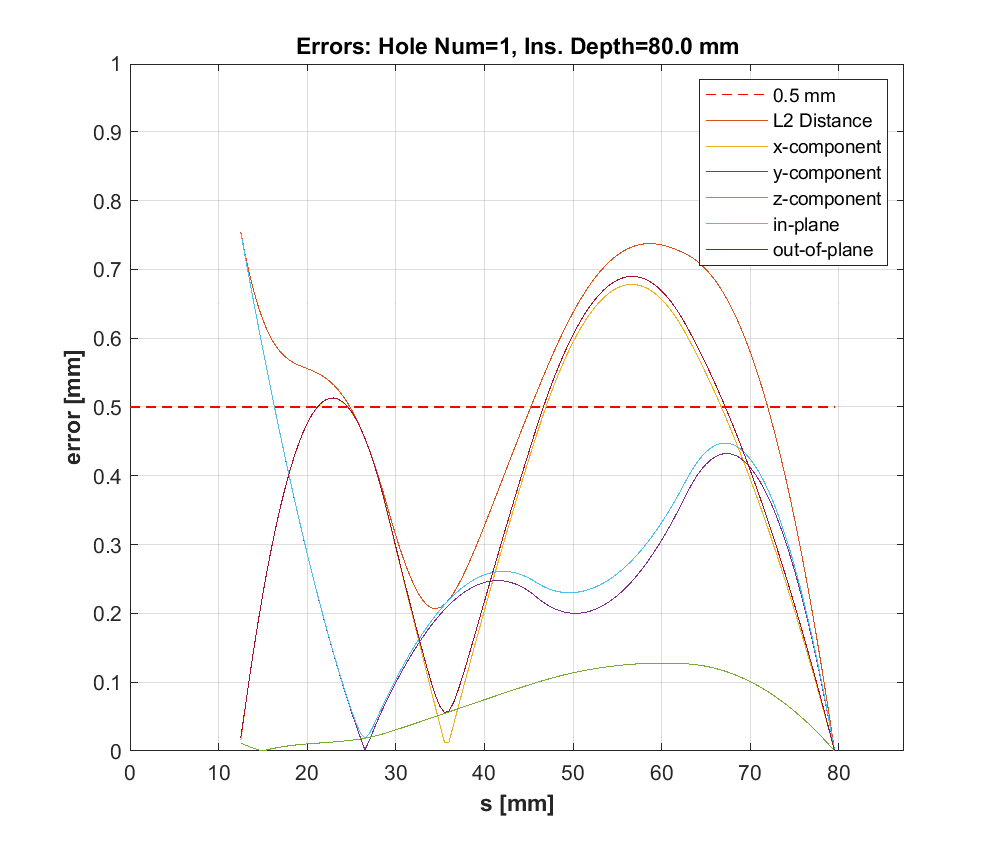 Errors: Hole Num=1, Ins. Depth=80.0 mm
1
0.9
0.8
0.7
0.6
0.5
0.4
0.3
0.2
0.1
0
error [mm]
0.5 mm
L2 Distance
x-component
y-component
z-component
in-plane
out-of-plane
0 10 20 30 40 50 60 70 80
s [mm]